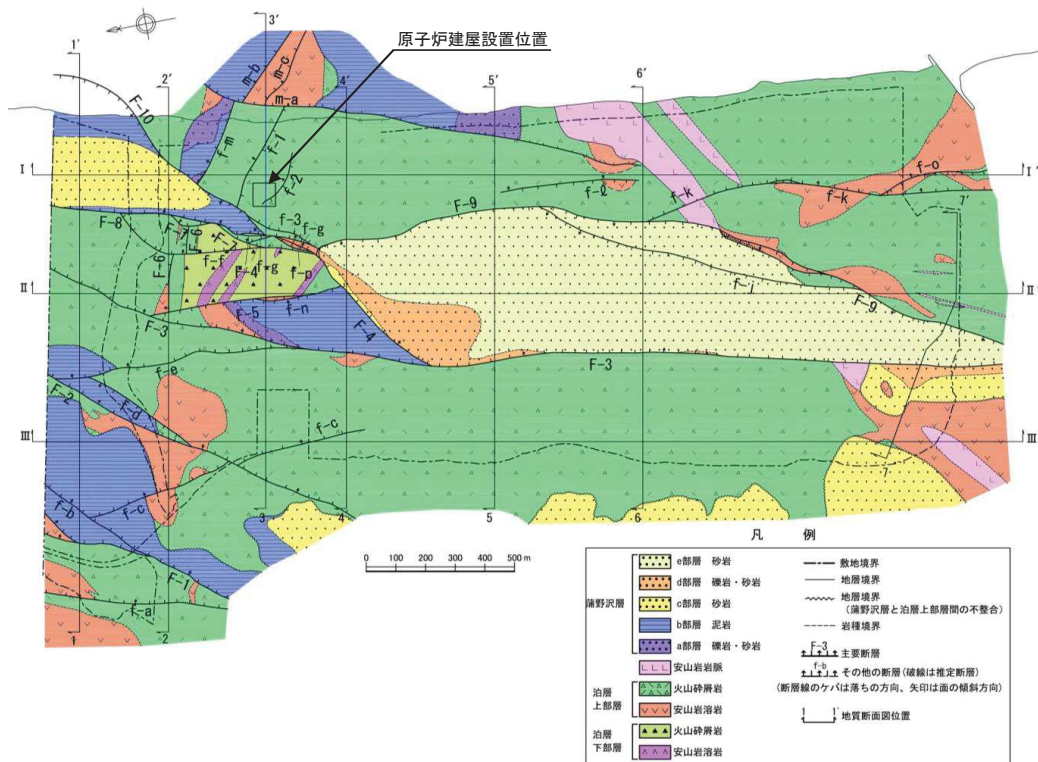 原子炉建屋設置位置
1'
2'
3'
4'
5'
6'
F-10
m-b
m-c
m-a
f-m
f-1
f-2
I
I'
F-9
f-l
f-k
f-k
f-o
7'
F-8
F-7
F-6
F-7
f-3
f-g
F-6
f-f
F-4
f-g
f-p
II
II'
F-3
F-5
f-n
F-4
f-j
F-9
F-3
f-e
F-2
f-d
f-c
III
III'
f-c
f-b
F-1
f-a
1
2
3
4
5
6
7
0 100 200 300 400 500 m
凡 例
蒲野沢層
e部層 砂岩
d部層 礫岩・砂岩
c部層 砂岩
b部層 泥岩
a部層 礫岩・砂岩
安山岩岩脈
泊層
上部層
火山砕屑岩
安山岩溶岩
泊層
下部層
火山砕屑岩
安山岩溶岩
敷地境界
地層境界
地層境界
(蒲野沢層と泊層上部層間の不整合)
岩種境界
F-3
主要断層
f-b
その他の断層(破線は推定断層)
(断層線のケバは落ちの方向、矢印は面の傾斜方向)
1 1'
地質断面図位置